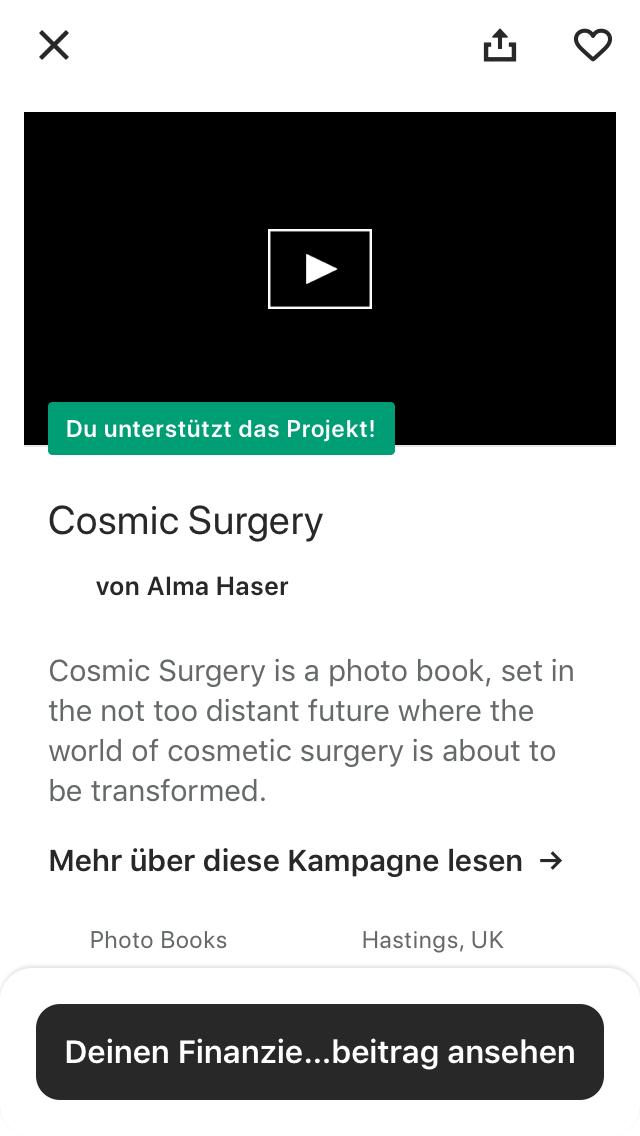 Du unterstützt das Projekt!
Cosmic Surgery
von Alma Haser
Cosmic Surgery is a photo book, set in
the not too distant future where the
world of cosmetic surgery is about to
be transformed.
Mehr über diese Kampagne lesen →
Photo Books
Hastings, UK
Deinen Finanzie...beitrag ansehen